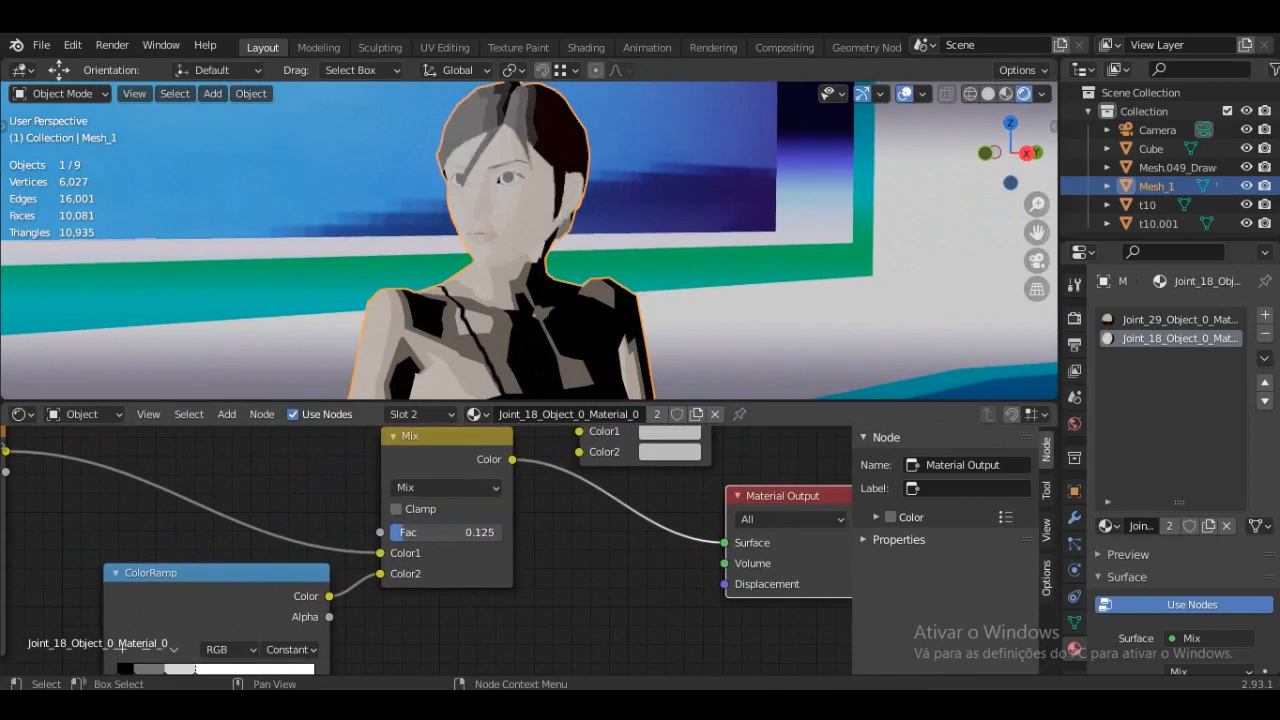 File Edit Render Window Help
Layout Modeling Sculpting UV Editing Texture Paint Shading Animation Rendering Compositing Geometry Nod
Scene
View Layer
Orientation: Default Drag: Select Box Global Options
Object Mode View Select Add Object
User Perspective
(1) Collection | Mesh_1
Objects 1 / 9
Vertices 6,027
Edges 16,001
Faces 10,081
Triangles 10,935
Z
X
Y
Scene Collection
Collection
Camera
Cube
Mesh.049_Draw
Mesh_1
t10
t10.001
M Joint_18_Obj...
Joint_29_Object_0_Mat...
Joint_18_Object_0_Mat...
Join... 2
Preview
Surface
Use Nodes
Surface Mix
Mix
Object View Select Add Node Use Nodes Slot 2 Joint_18_Object_0_Material_0 2
Mix
Color
Mix
Clamp
Fac 0.125
Color1
Color2
Color1
Color2
Material Output
All
Surface
Volume
Displacement
ColorRamp
Color
Alpha
RGB Constant
Joint_18_Object_0_Material_0
Node
Name: Material Output
Label:
Color
Properties
Node
Tool
View
Options
Ativar o Windows
Vá para as definições do PC para ativar o Windows.
Select Box Select Pan View Node Context Menu 2.93.1